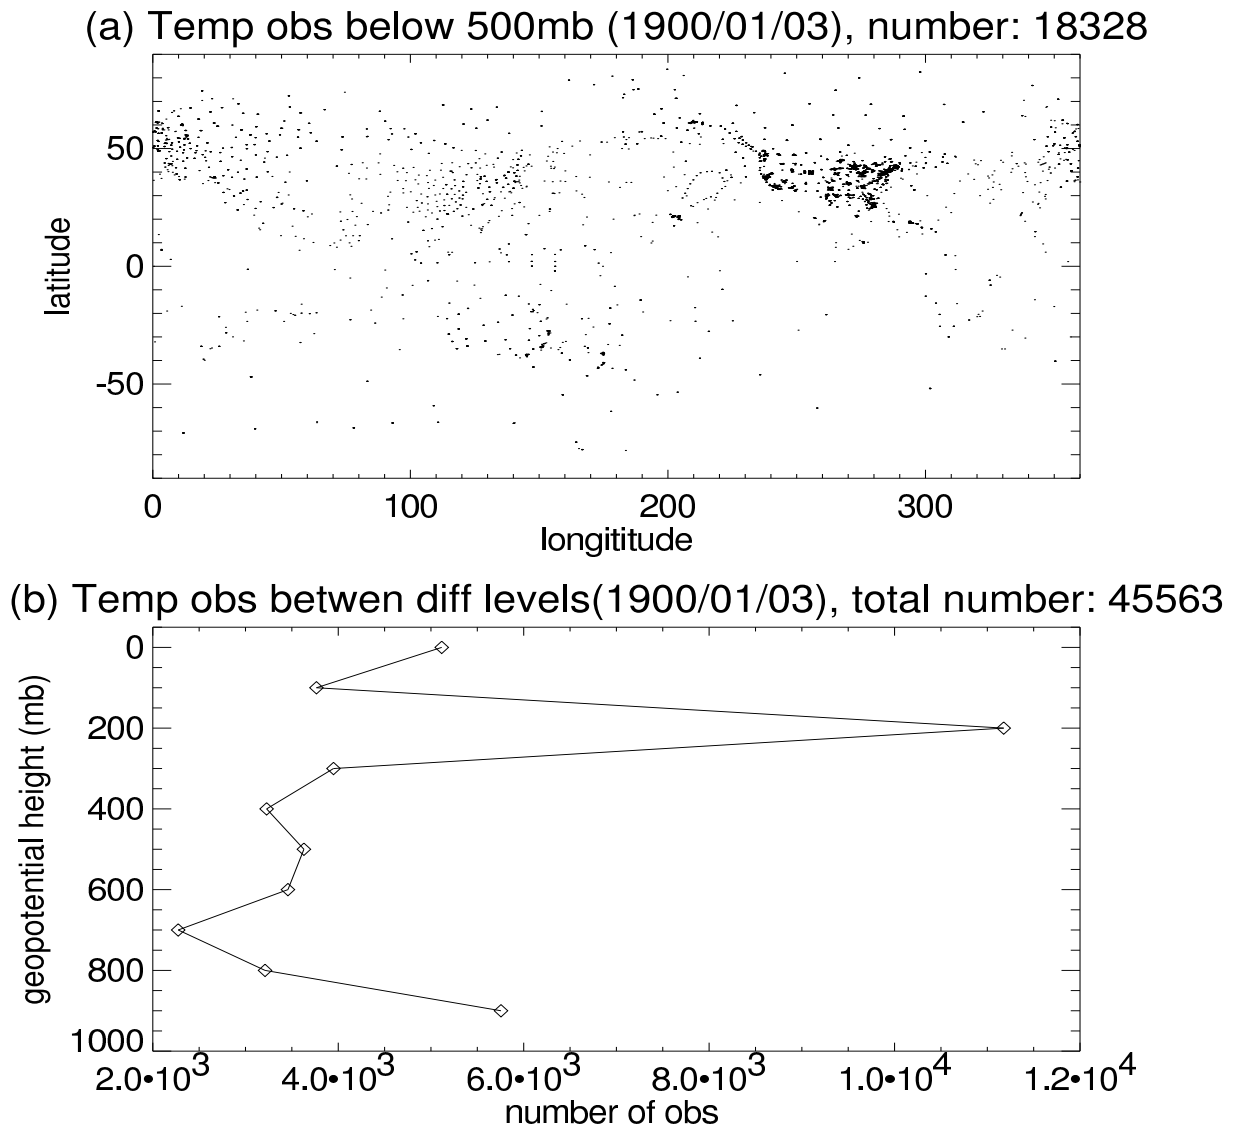 (a) Temp obs below 500mb (1900/01/03), number: 18328
50
0
-50
latitude
0 100 200 300
longititude
(b) Temp obs betwen diff levels(1900/01/03), total number: 45563
0
200
400
600
800
1000
geopotential height (mb)
2.0•10³ 4.0•10³ 6.0•10³ 8.0•10³ 1.0•10⁴ 1.2•10⁴
number of obs